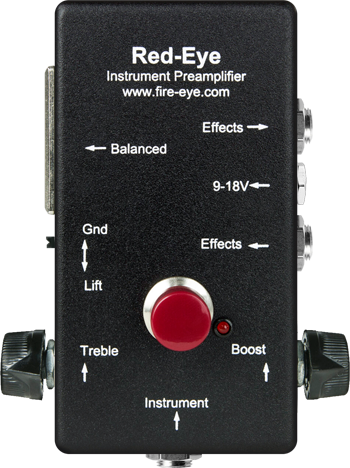 Red-Eye
Instrument Preamplifier
www.fire-eye.com
Effects →
← Balanced
9-18V ←
Gnd
Effects ←
↕
Lift
Treble
Boost
↑
↑
Instrument
↑